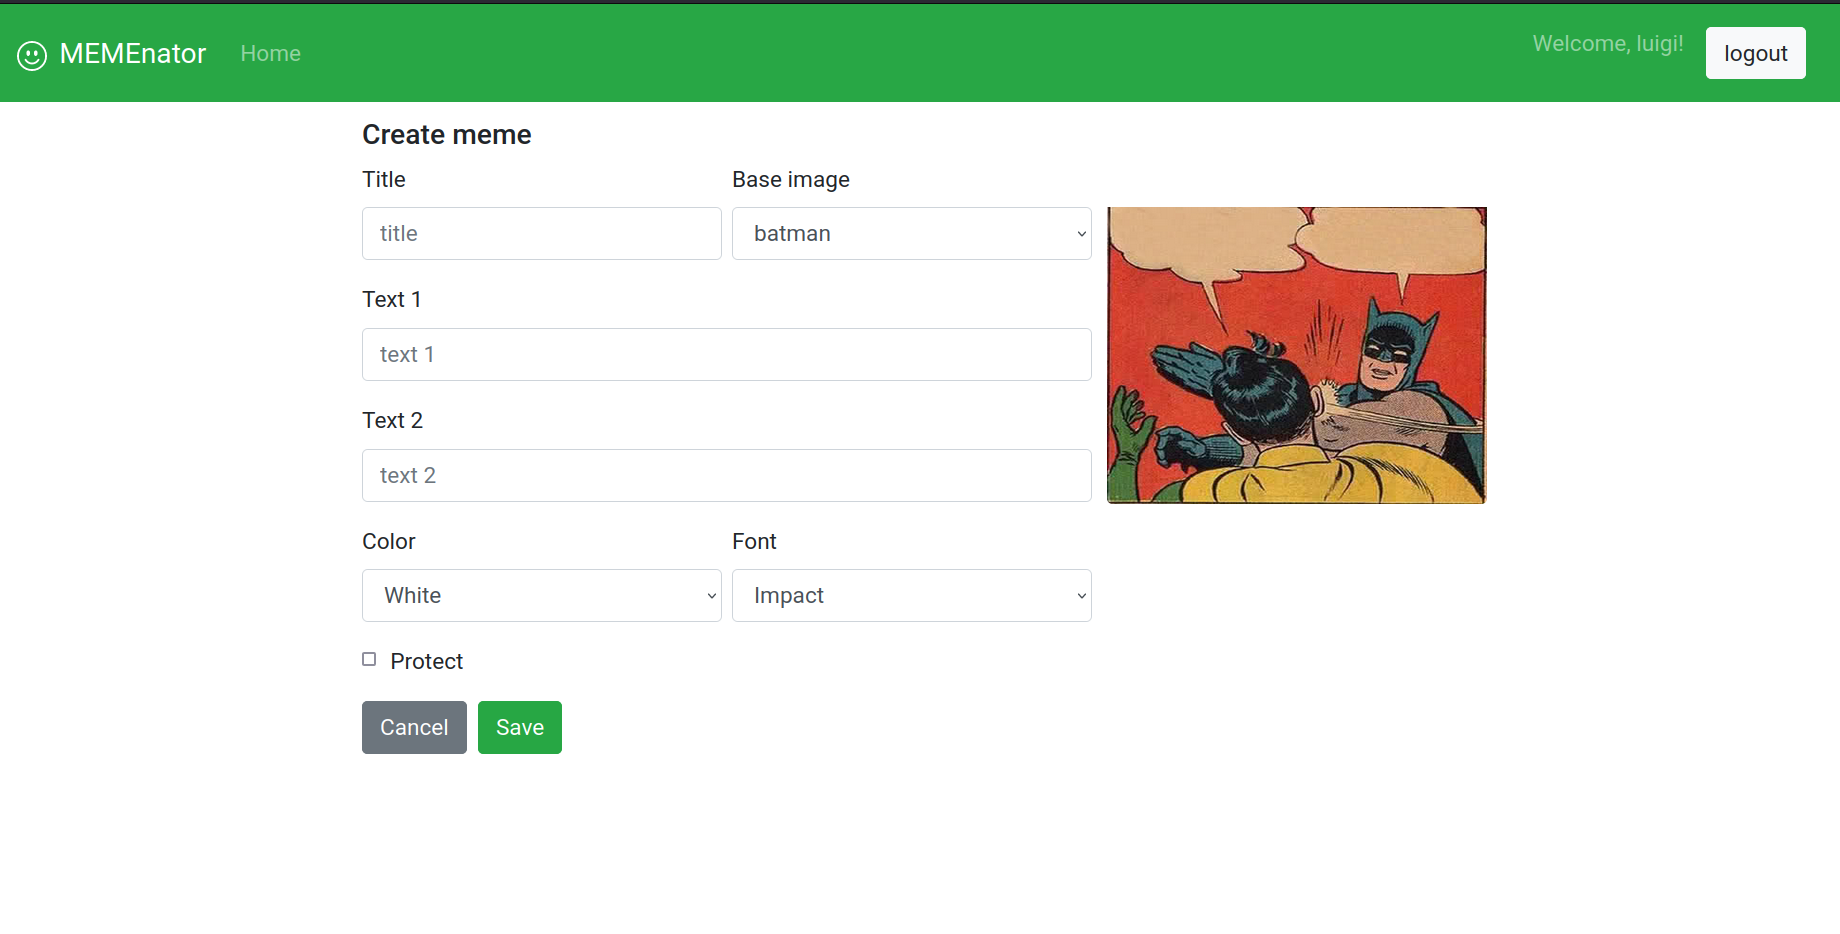 MEMEnator Home Welcome, luigi! logout
Create meme
Title Base image
title batman
Text 1
text 1
Text 2
text 2
Color Font
White Impact
Protect
Cancel Save